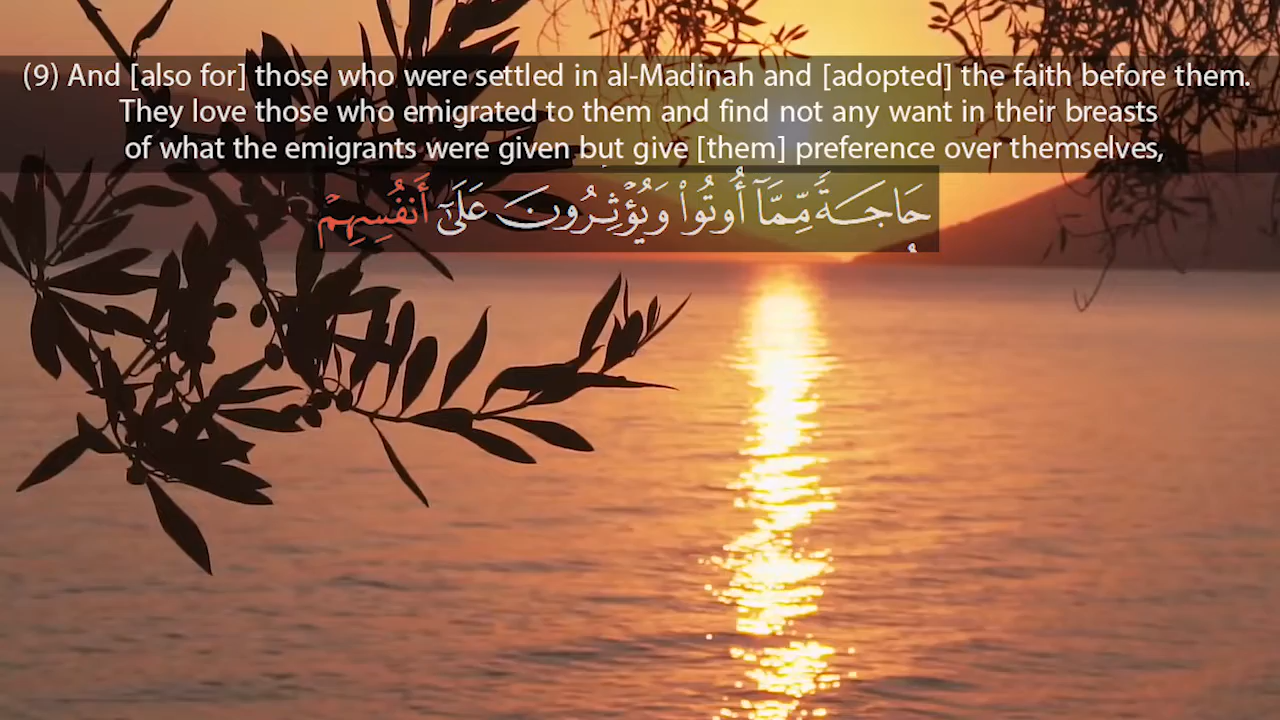 (9) And [also for] those who were settled in al-Madinah and [adopted] the faith before them.
They love those who emigrated to them and find not any want in their breasts
of what the emigrants were given but give [them] preference over themselves,
حَاجَةً مِّمَّآ أُوتُوا۟ وَيُؤْثِرُونَ عَلَىٰٓ أَنفُسِهِمْ